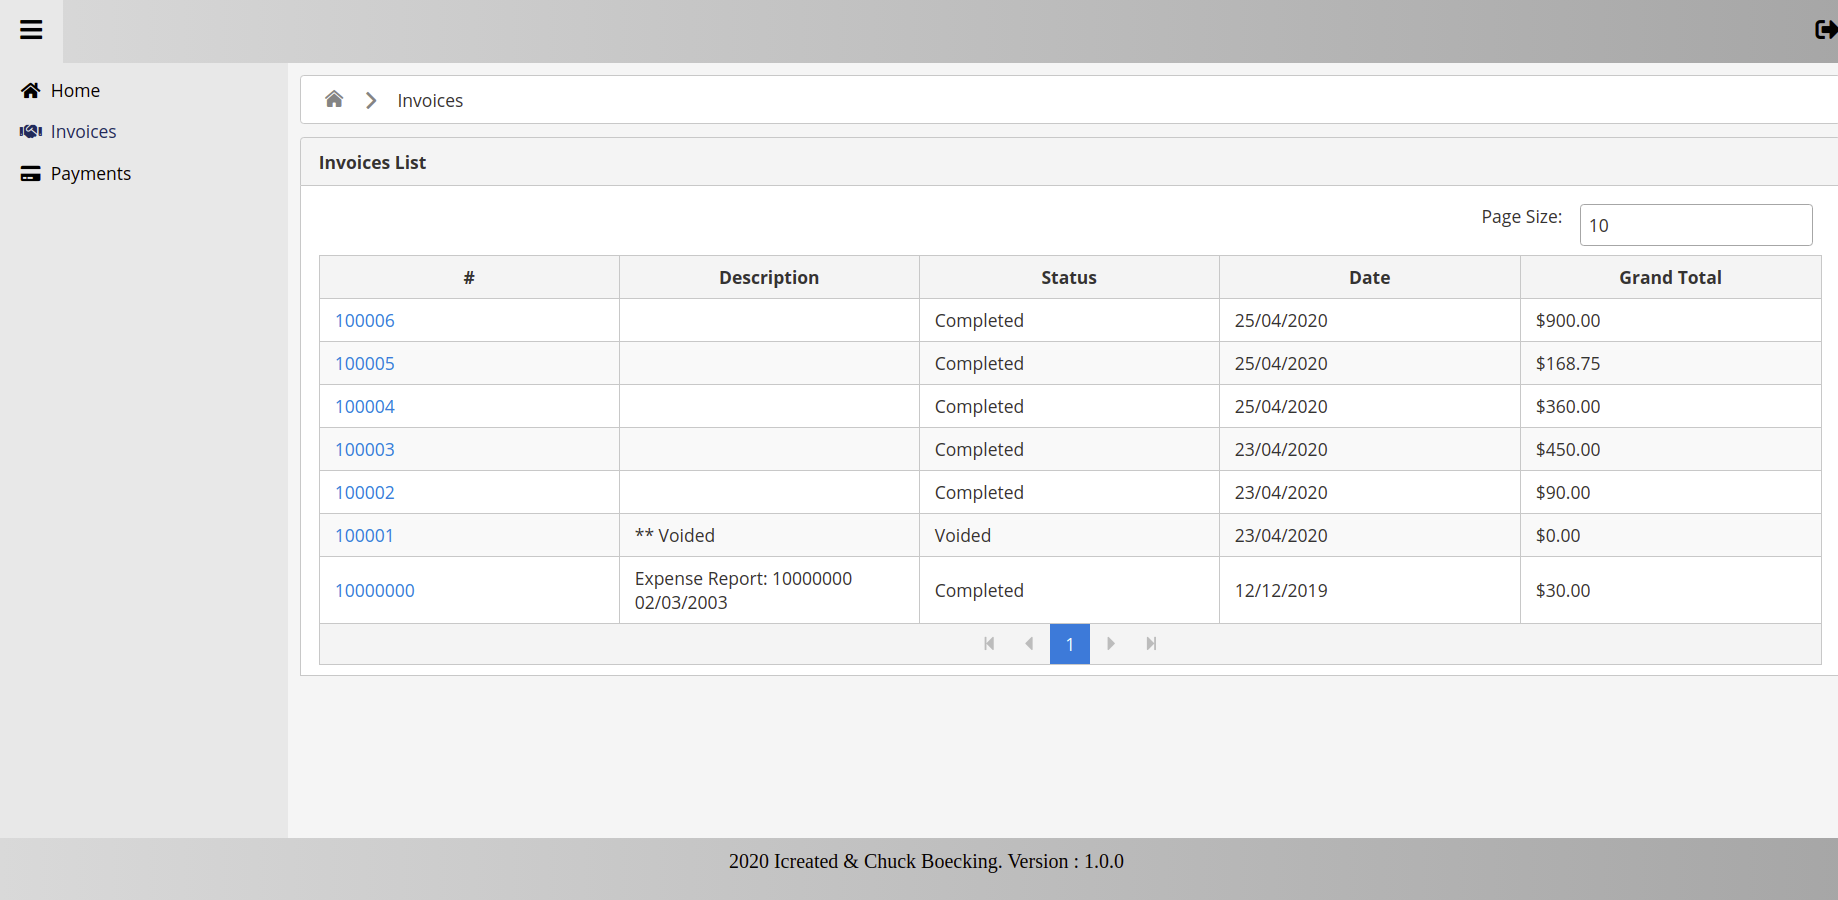 Home
Invoices
Payments
Invoices
Invoices List
Page Size: 10
# Description Status Date Grand Total
100006 Completed 25/04/2020 $900.00
100005 Completed 25/04/2020 $168.75
100004 Completed 25/04/2020 $360.00
100003 Completed 23/04/2020 $450.00
100002 Completed 23/04/2020 $90.00
100001 ** Voided Voided 23/04/2020 $0.00
10000000 Expense Report: 10000000 Completed 12/12/2019 $30.00
02/03/2003
1
2020 Icreated & Chuck Boecking. Version : 1.0.0